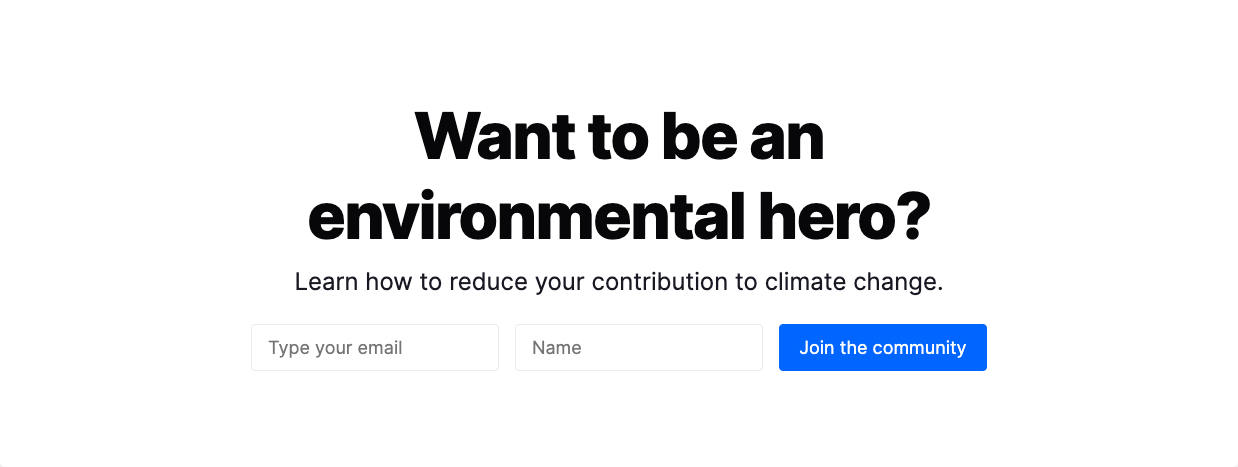 Want to be an
environmental hero?
Learn how to reduce your contribution to climate change.
Type your email
Name
Join the community